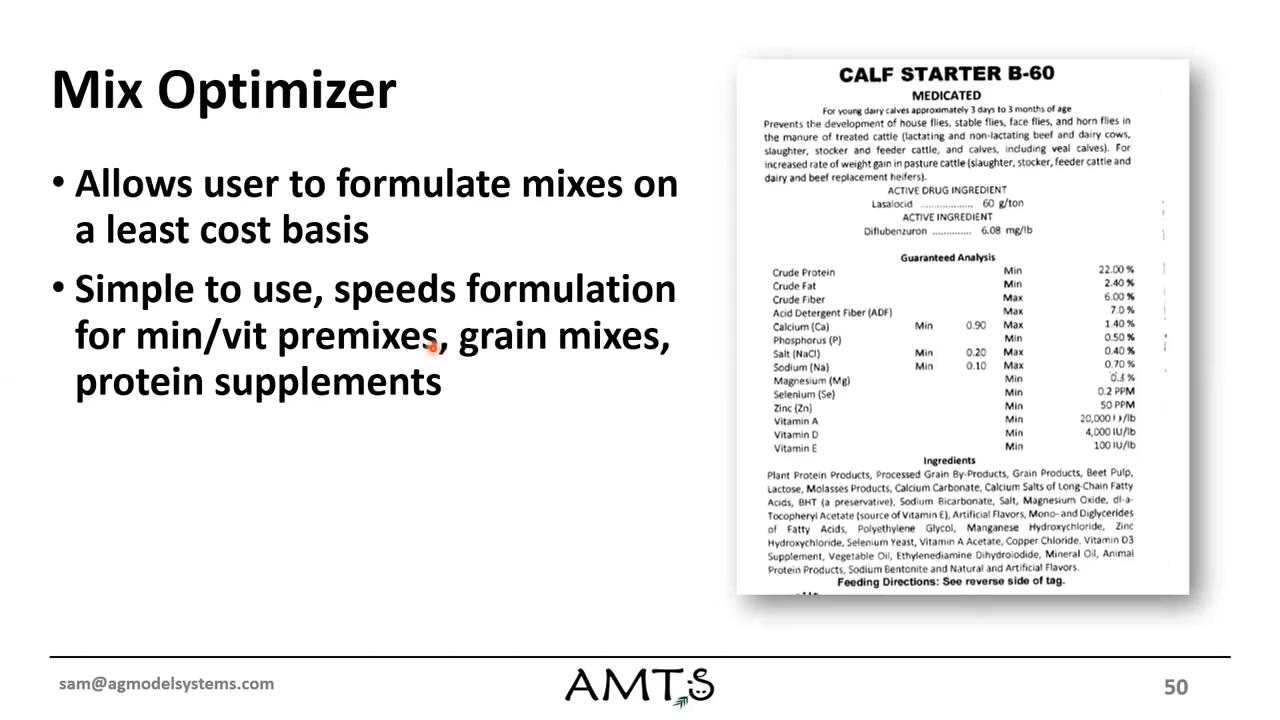 Mix Optimizer
• Allows user to formulate mixes on
a least cost basis
• Simple to use, speeds formulation
for min/vit premixes, grain mixes,
protein supplements
CALF STARTER B-60
MEDICATED
For young dairy calves approximately 3 days to 3 months of age
Prevents the development of house flies, stable flies, face flies, and horn flies in
the manure of treated cattle (lactating and non-lactating beef and dairy cows,
slaughter, stocker and feeder cattle, and calves, including veal calves). For
increased rate of weight gain in pasture cattle (slaughter, stocker, feeder cattle and
dairy and beef replacement heifers).
ACTIVE DRUG INGREDIENT
Lasalocid ................... 60 g/ton
ACTIVE INGREDIENT
Diflubenzuron .............. 6.08 mg/lb
Guaranteed Analysis
Crude Protein Min 22.00 %
Crude Fat Min 2.40 %
Crude Fiber Max 6.00 %
Acid Detergent Fiber (ADF) Max 7.0 %
Calcium (Ca) Min 0.90 Max 1.40 %
Phosphorus (P) Min 0.50 %
Salt (NaCl) Min 0.20 Max 0.40 %
Sodium (Na) Min 0.10 Max 0.70 %
Magnesium (Mg) Min 0.3 %
Selenium (Se) Min 0.2 PPM
Zinc (Zn) Min 50 PPM
Vitamin A Min 20,000 /lb
Vitamin D Min 4,000 IU/lb
Vitamin E Min 100 IU/lb
Ingredients
Plant Protein Products, Processed Grain By-Products, Grain Products, Beet Pulp,
Lactose, Molasses Products, Calcium Carbonate, Calcium Salts of Long-Chain Fatty
Acids, BHT (a preservative), Sodium Bicarbonate, Salt, Magnesium Oxide, dl-a-
Tocopheryl Acetate (source of Vitamin E), Artificial Flavors, Mono- and Diglycerides
of Fatty Acids, Polyethylene Glycol, Manganese Hydroxychloride, Zinc
Hydroxychloride, Selenium Yeast, Vitamin A Acetate, Copper Chloride, Vitamin D3
Supplement, Vegetable Oil, Ethylenediamine Dihydroiodide, Mineral Oil, Animal
Protein Products, Sodium Bentonite and Natural and Artificial Flavors.
Feeding Directions: See reverse side of tag.
sam@agmodelsystems.com
AMTS
50